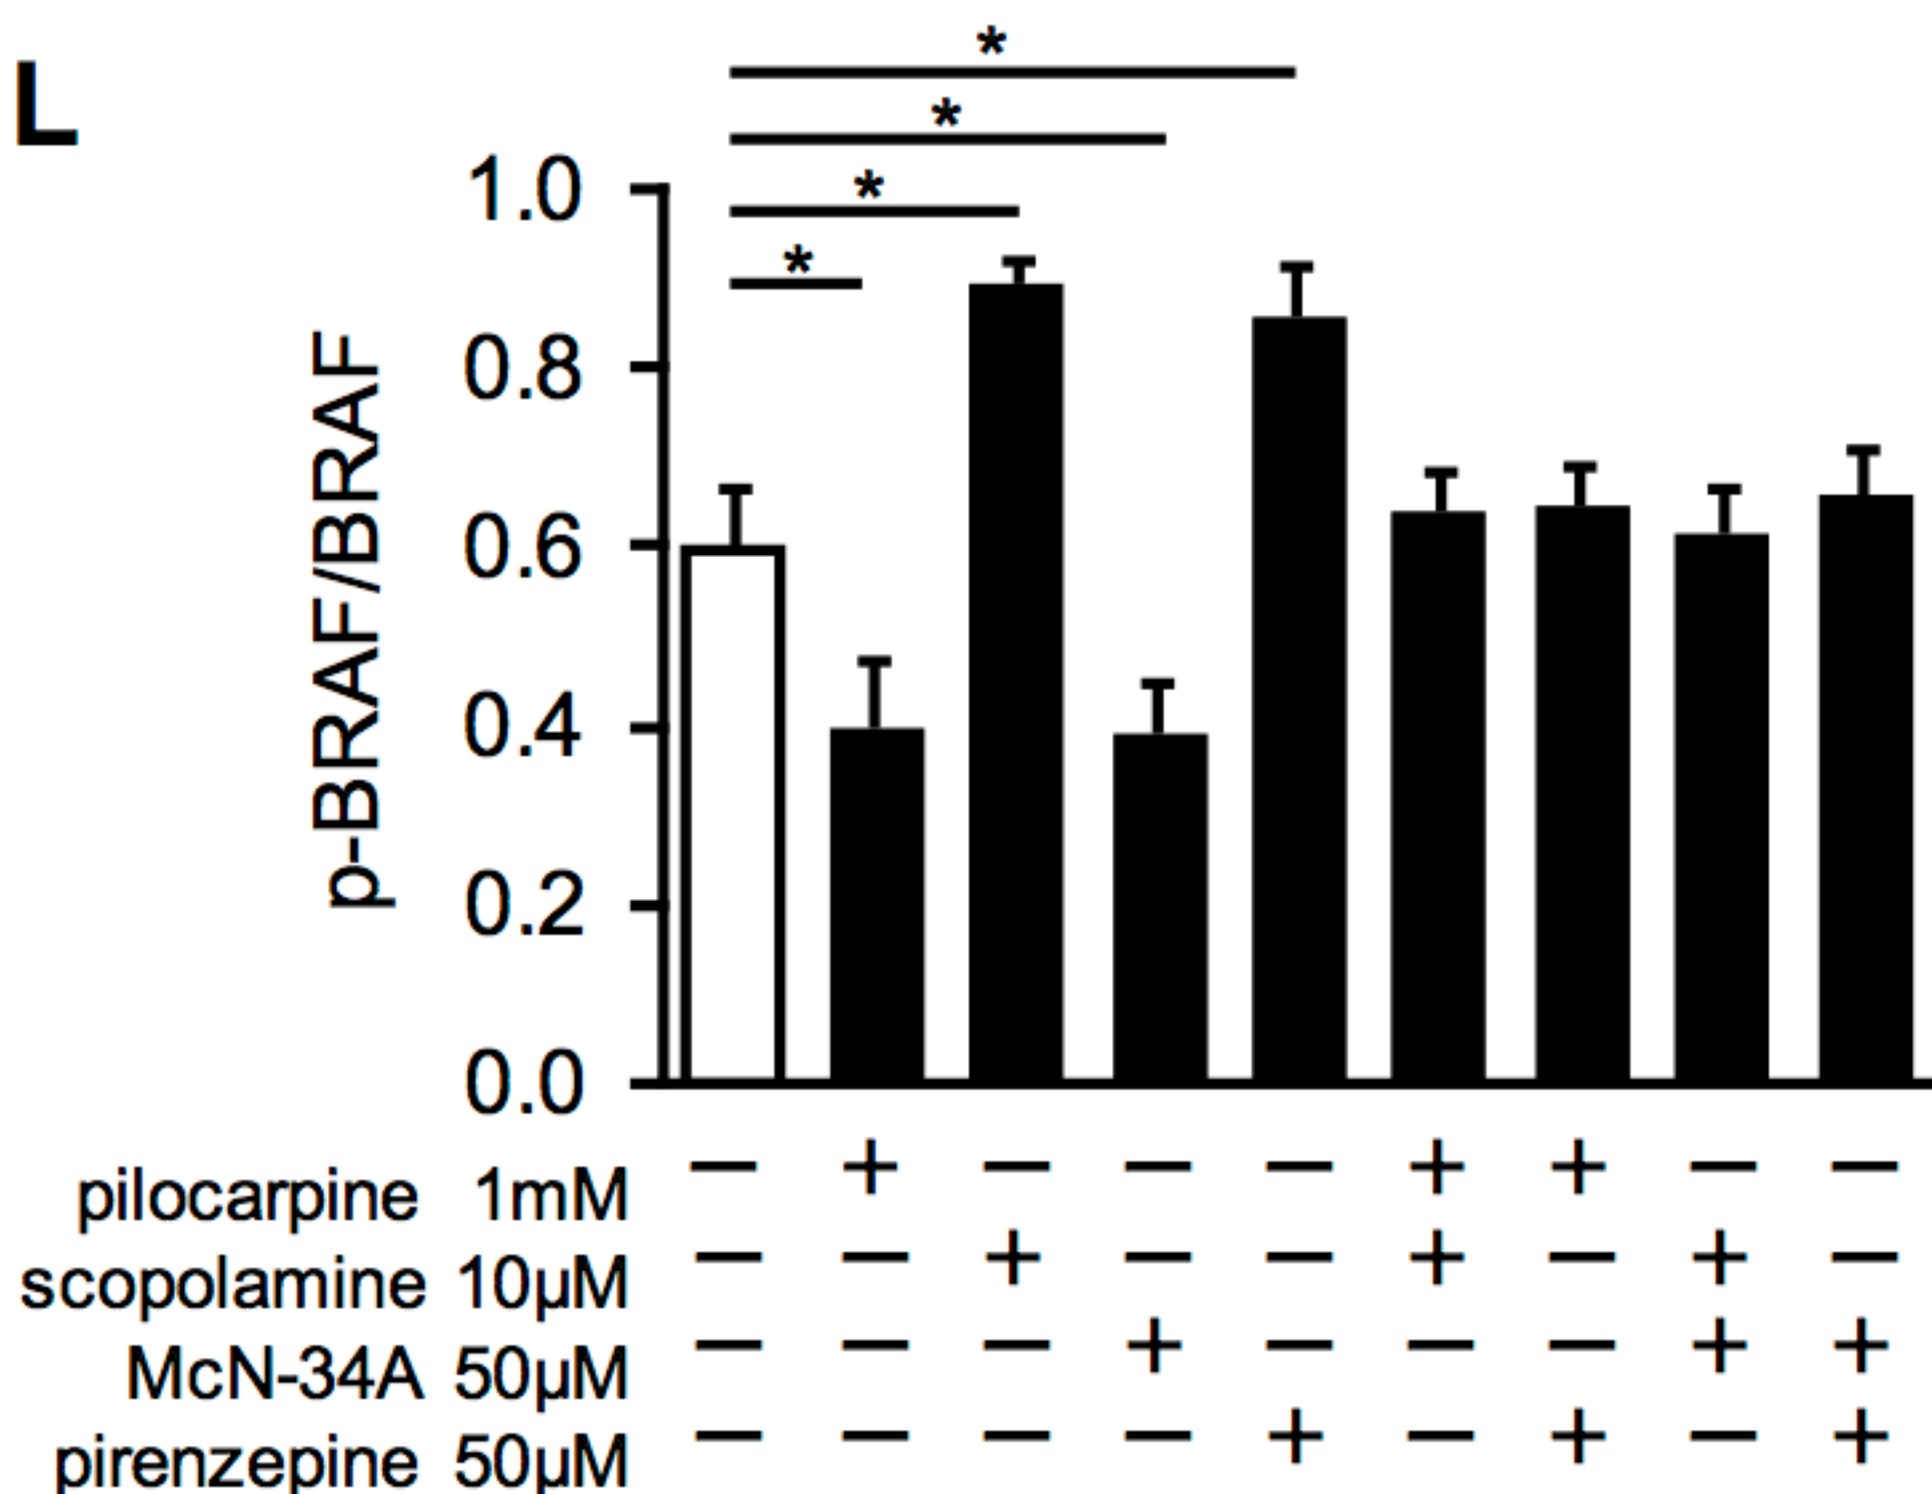 L
*
*
*
*
1.0
0.8
0.6
0.4
0.2
0.0
p-BRAF/BRAF
pilocarpine 1mM − + − − − + + − −
scopolamine 10µM − − + − − + − + −
McN-34A 50µM − − − + − − − + +
pirenzepine 50µM − − − − + − + − +